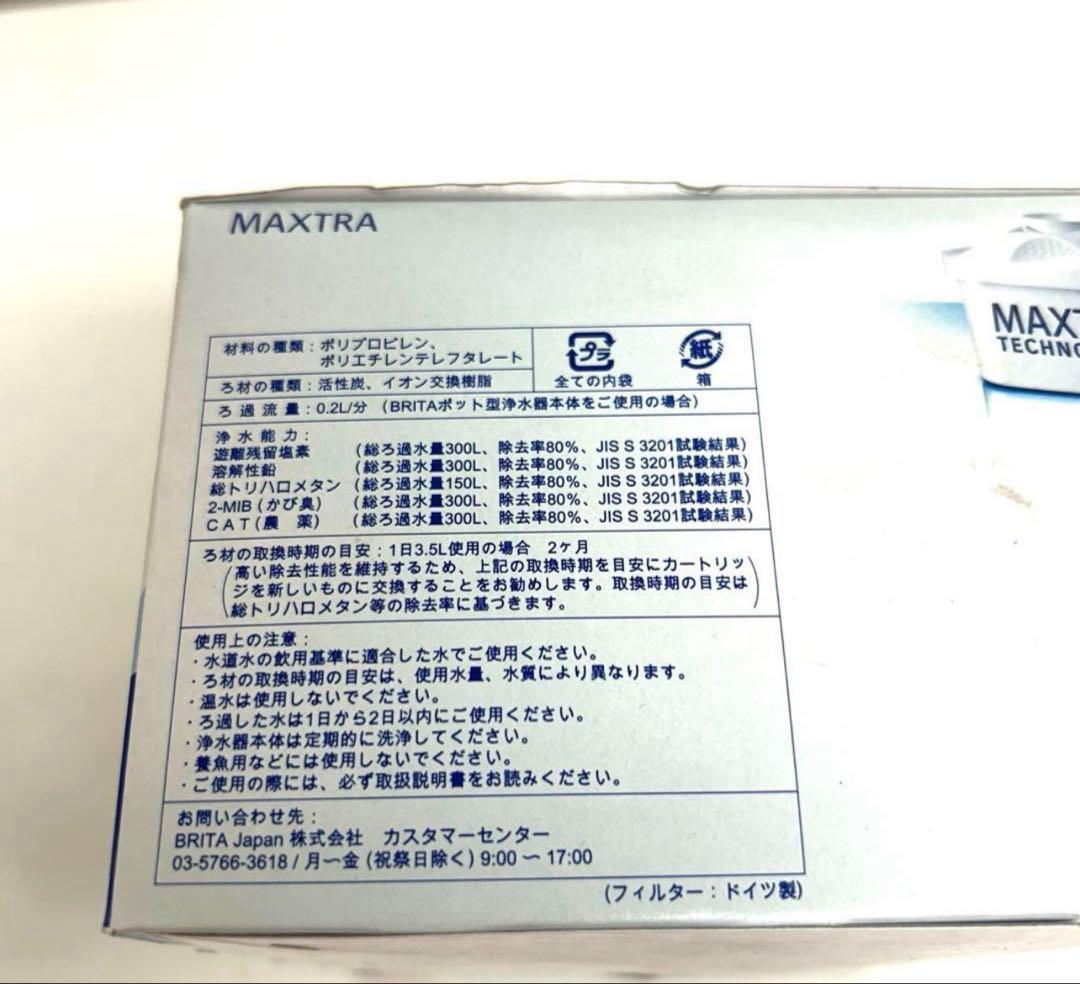 MAXTRA
材料の種類：ポリプロピレン、
ポリエチレンテレフタレート
プラ
全ての内袋
紙
箱
ろ材の種類：活性炭、イオン交換樹脂
ろ過流量：0.2L/分 （BRITAポット型浄水器本体をご使用の場合）
浄水能力：
遊離残留塩素 （総ろ過水量300L、除去率80%、JIS S 3201試験結果）
溶解性鉛 （総ろ過水量300L、除去率80%、JIS S 3201試験結果）
総トリハロメタン （総ろ過水量150L、除去率80%、JIS S 3201試験結果）
2-MIB（かび臭） （総ろ過水量300L、除去率80%、JIS S 3201試験結果）
CAT（農 薬） （総ろ過水量300L、除去率80%、JIS S 3201試験結果）
ろ材の取換時期の目安：1日3.5L使用の場合 2ケ月
（高い除去性能を維持するため、上記の取換時期を目安にカートリッ
ジを新しいものに交換することをお勧めします。取換時期の目安は
総トリハロメタン等の除去率に基づきます。）
使用上の注意：
・水道水の飲用基準に適合した水でご使用ください。
・ろ材の取換時期の目安は、使用水量、水質により異なります。
・温水は使用しないでください。
・ろ過した水は1日から2日以内にご使用ください。
・浄水器本体は定期的に洗浄してください。
・養魚用などには使用しないでください。
・ご使用の際には、必ず取扱説明書をお読みください。
お問い合わせ先：
BRITA Japan 株式会社 カスタマーセンター
03-5766-3618 / 月〜金（祝祭日除く）9:00 〜 17:00
（フィルター：ドイツ製）
MAXT
TECHNO